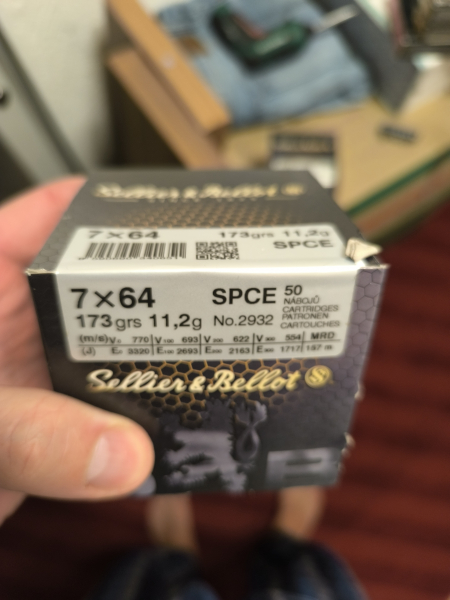 Sellier & Bellot S
7×64 173grs 11,2g
SPCE
7×64 SPCE 50
173grs 11,2g No.2932
NÁBOJŮ
CARTRIDGES
PATRONEN
CARTOUCHES
(m/s) V0 770 V100 693 V200 622 V300 554 MRD
(J) E0 3320 E100 2693 E200 2163 E300 1717 157 m
Sellier & Bellot S